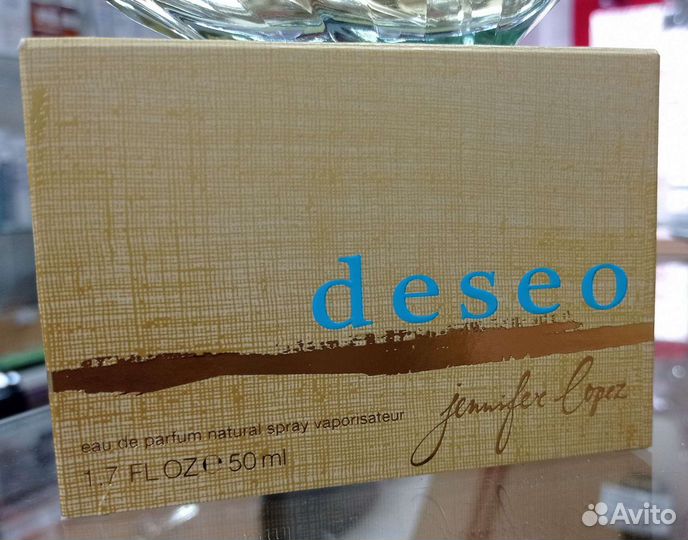 deseo
jennifer lopez
eau de parfum natural spray vaporisateur
1.7 FL OZ ℮ 50 ml
Avito